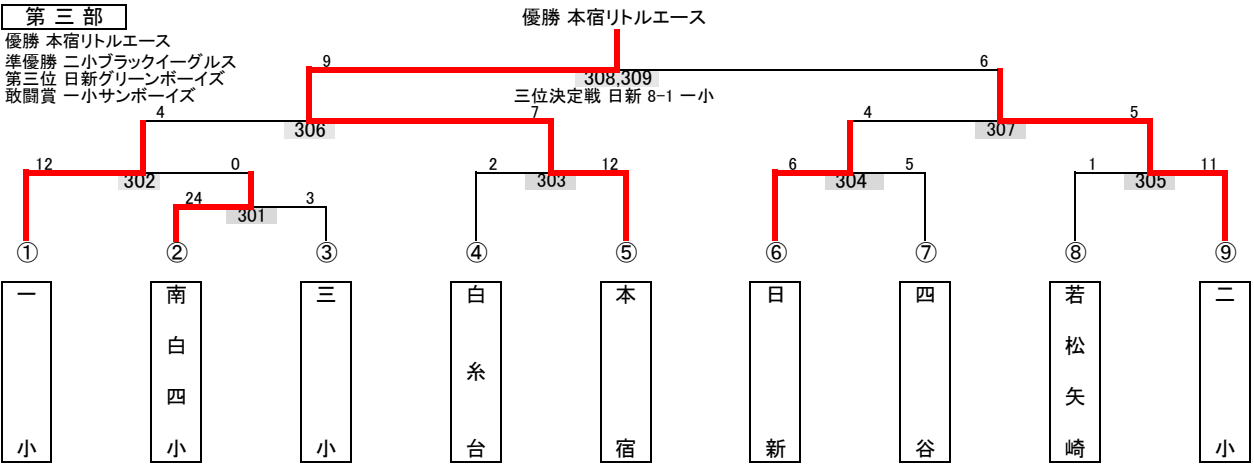 第三部
優勝 本宿リトルエース
優勝 本宿リトルエース
準優勝 二小ブラックイーグルス
第三位 日新グリーンボーイズ
敢闘賞 一小サンボーイズ
9
6
308,309
三位決定戦 日新 8-1 一小
4
7
4
5
306
307
12
0
2
12
6
5
1
11
302
303
304
305
24
3
301
①
②
③
④
⑤
⑥
⑦
⑧
⑨
一小
南白四小
三小
白糸台
本宿
日新
四谷
若松矢崎
二小